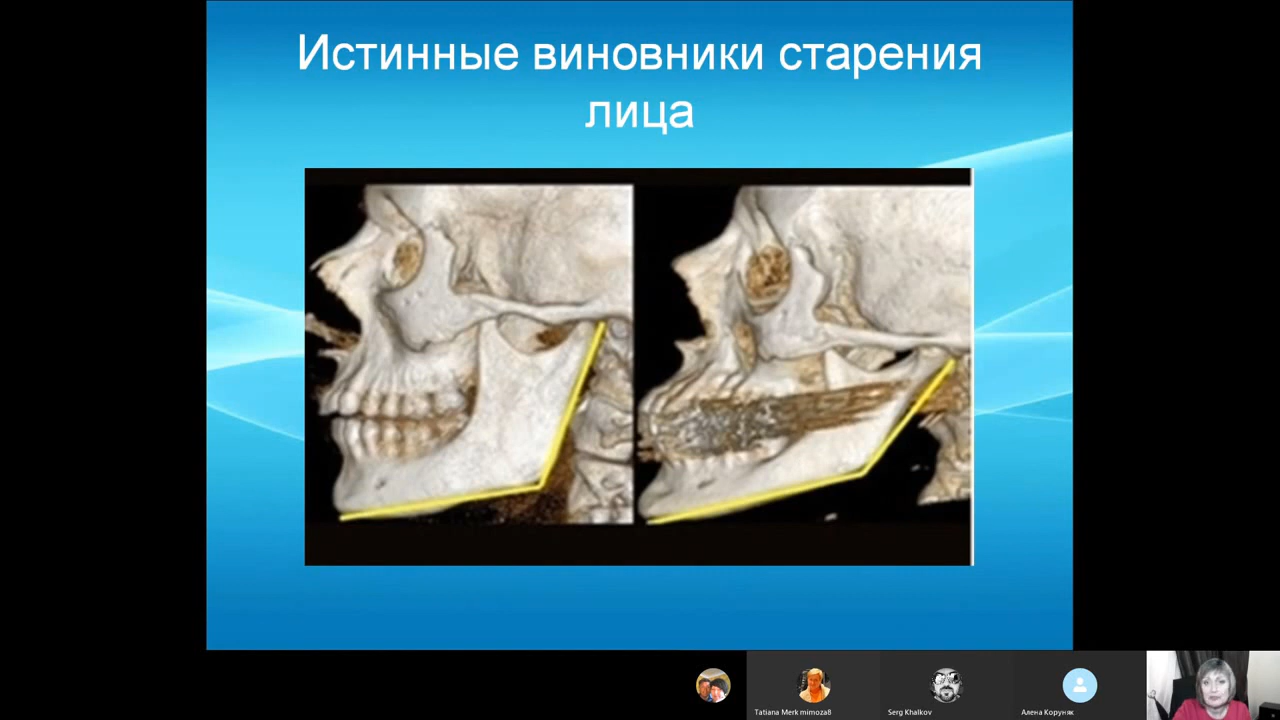 Истинные виновники старения
лица
Tatiana Merk mimoza8
Serg Khalkov
Алена Коруняк